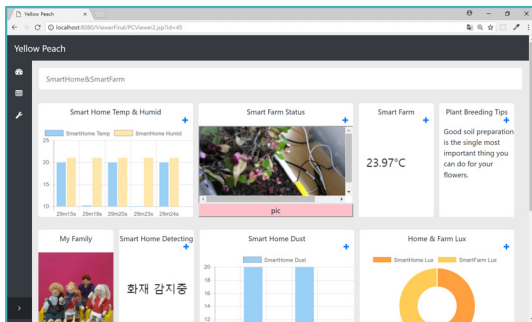 Yellow Peach
localhost:8080/ViewerFinal/PCViewer2.jsp?id=45
Yellow Peach
SmartHome&SmartFarm
Smart Home Temp & Humid
SmartHome Temp
SmartHome Humid
25
20
15
10
29m15s
29m19s
29m20s
29m23s
29m24s
Smart Farm Status
pic
Smart Farm
23.97°C
Plant Breeding Tips
Good soil preparation
is the single most
important thing you
can do for your
flowers.
My Family
Smart Home Detecting
화재 감지중
Smart Home Dust
SmartHome Dust
20
18
16
14
12
Home & Farm Lux
SmartHome Lux
SmartFarm Lux